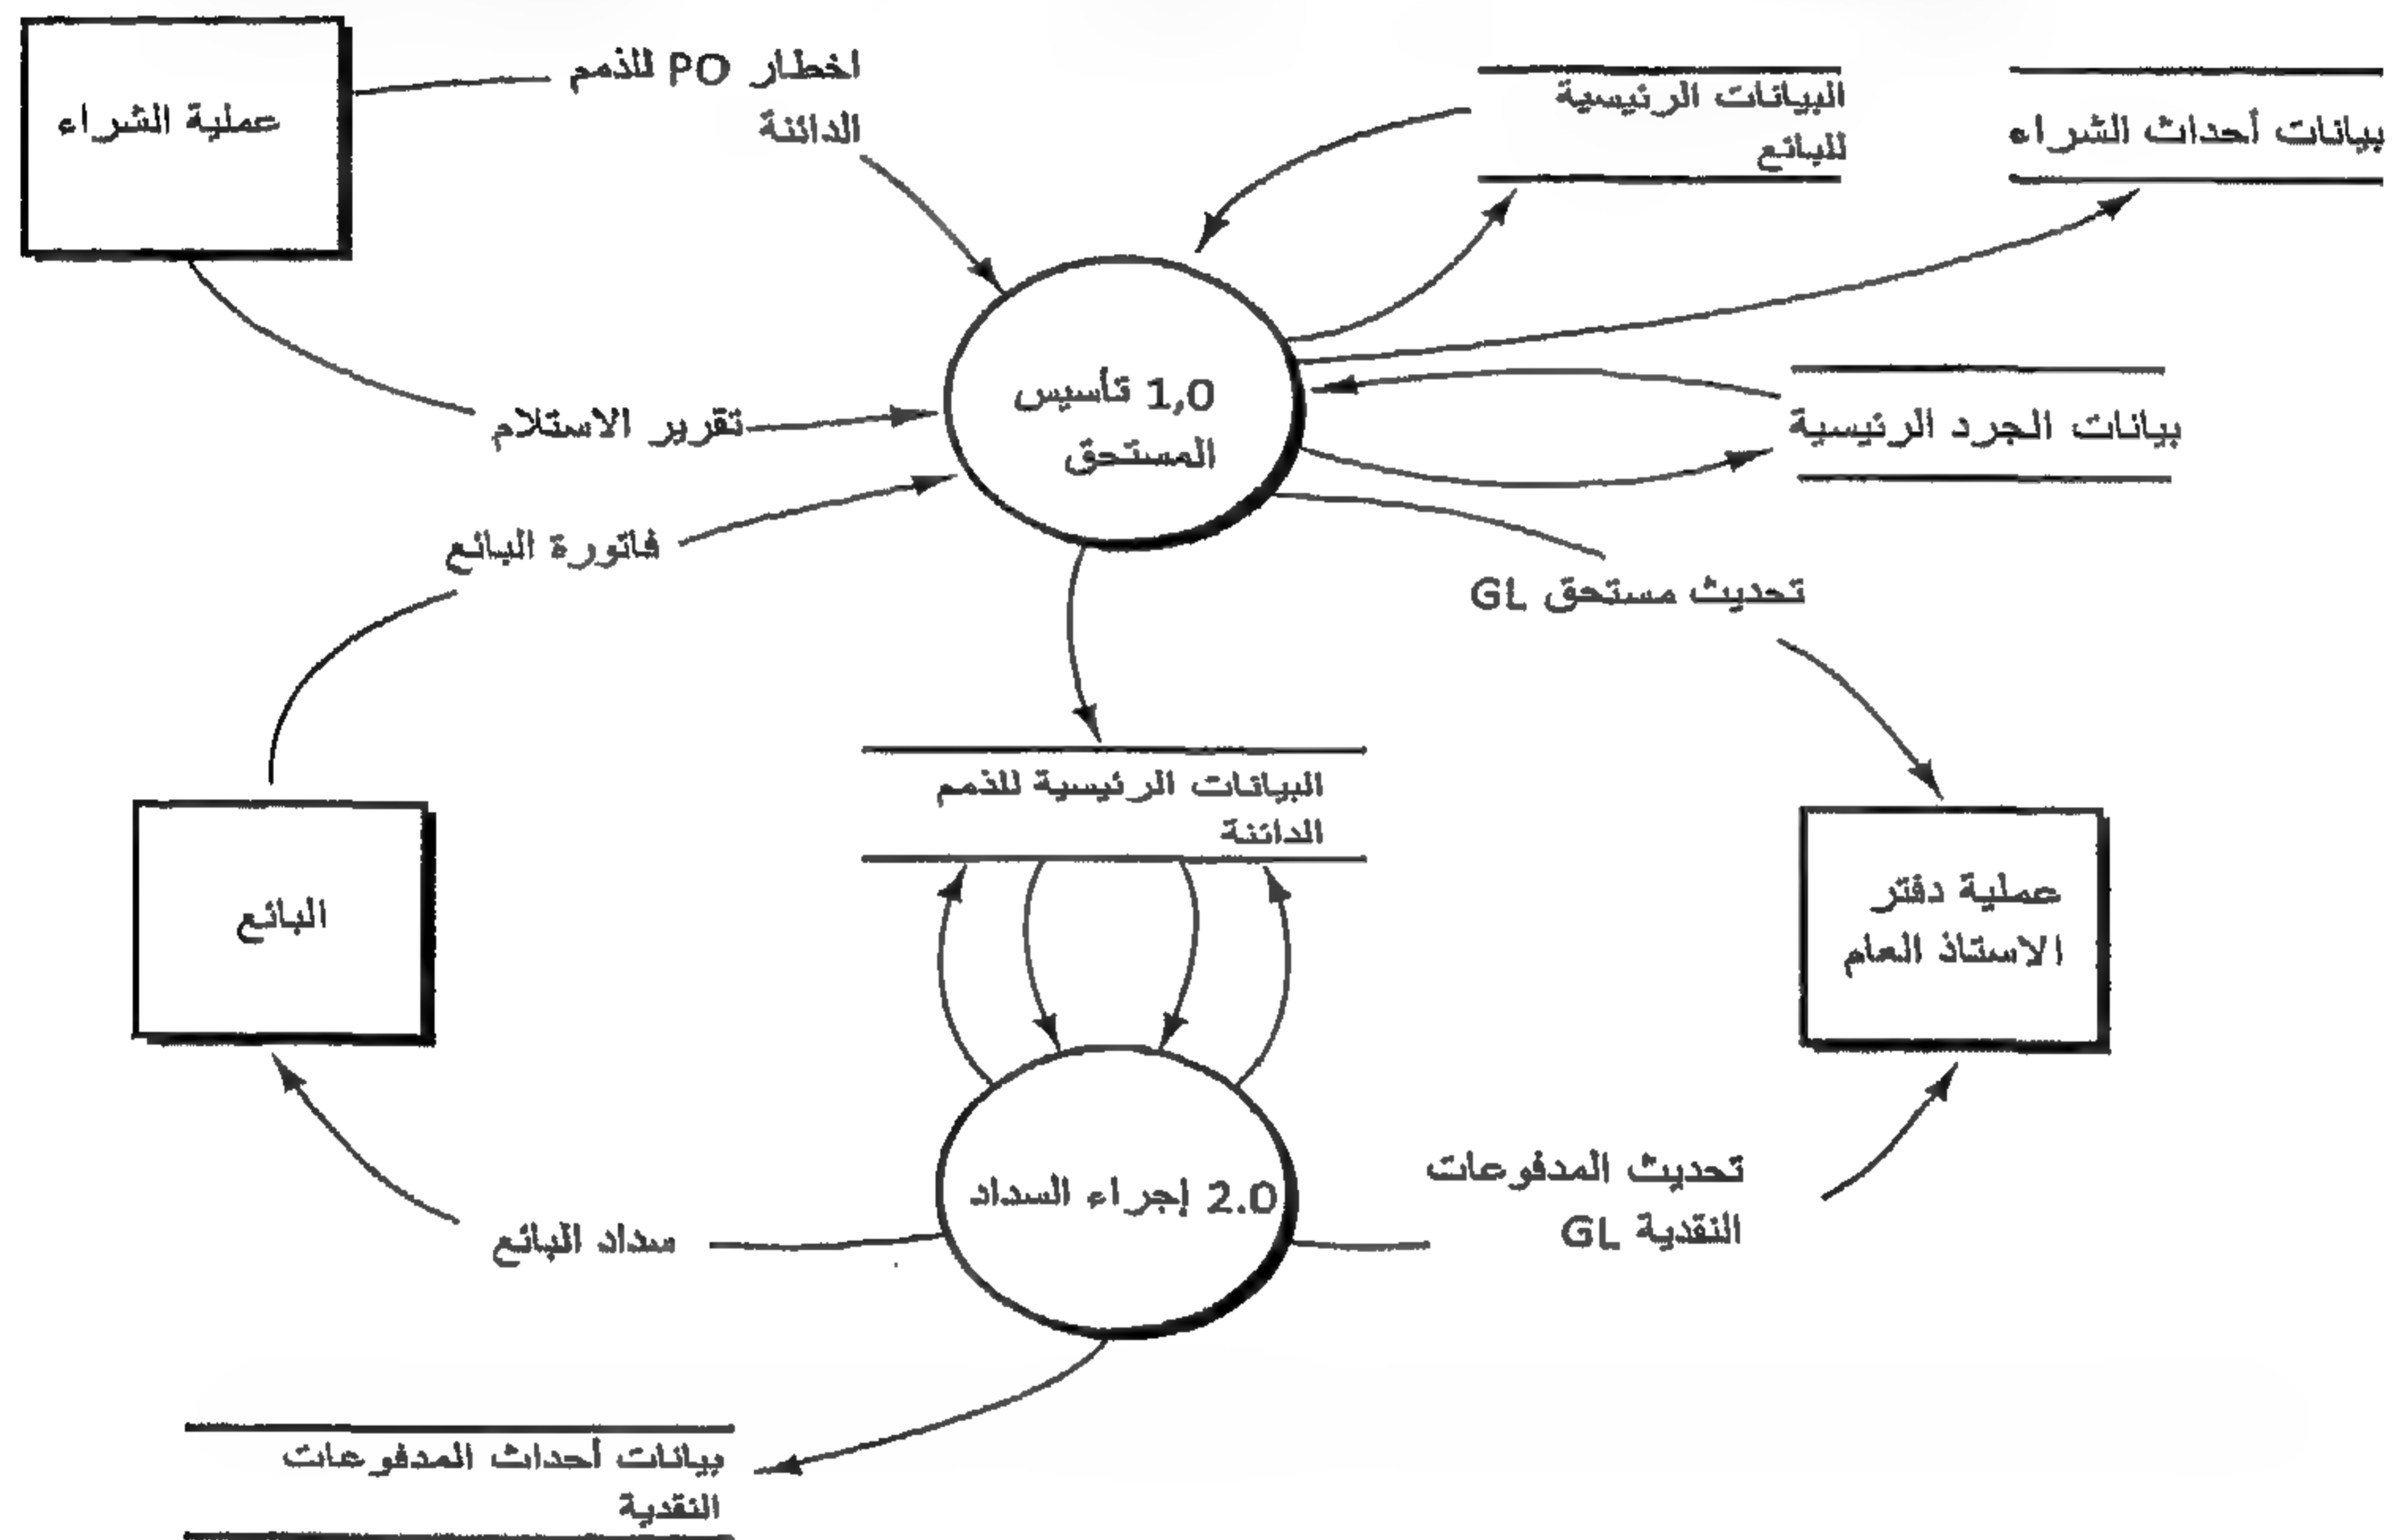 عملية الشراء
اخطار PO للذمم
الدائنة
البيانات الرئيسية
للبائع
بيانات أحداث الشراء
1,0 تأسيس
المستحق
بيانات الجرد الرئيسية
تقرير الاستلام
فاتورة البائع
تحديث مستحق GL
البيانات الرئيسية للذمم
الدائنة
البائع
عملية دفتر
الاستاذ العام
2.0 إجراء السداد
تحديث المدفوعات
النقدية GL
سداد البائع
بيانات أحداث المدفوعات
النقدية